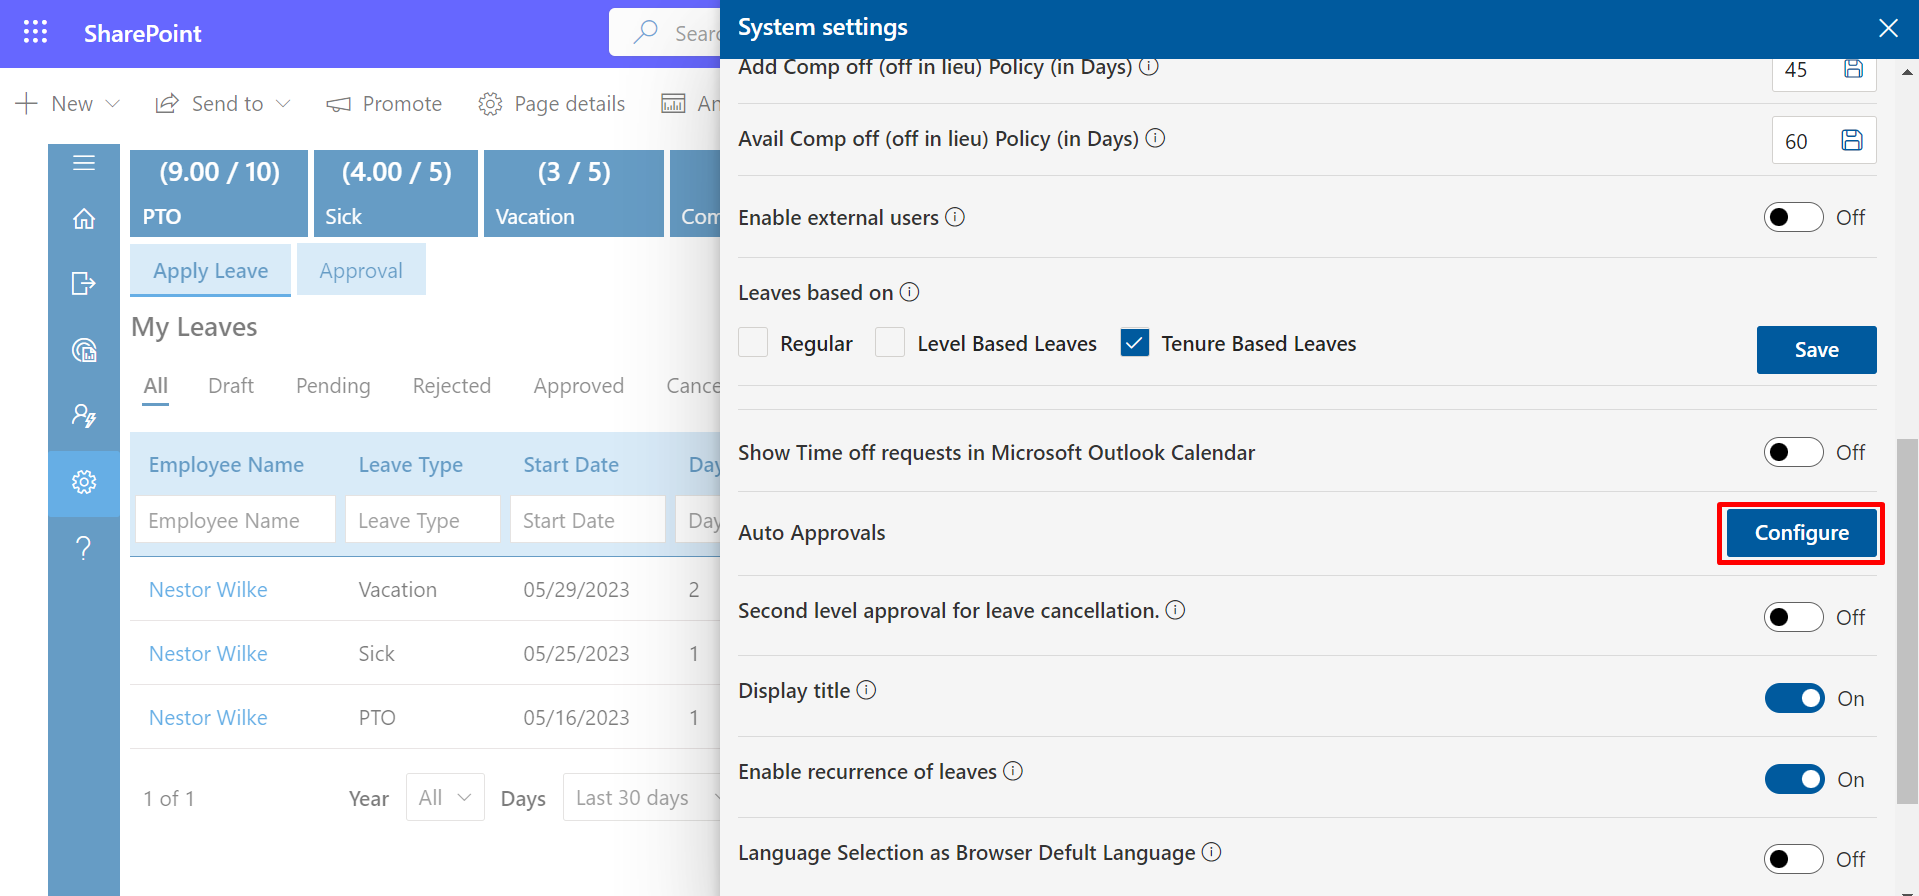 SharePoint
Sear
New
Send to
Promote
Page details
An
(9.00 / 10)
PTO
(4.00 / 5)
Sick
(3 / 5)
Vacation
Com
Apply Leave
Approval
My Leaves
All
Draft
Pending
Rejected
Approved
Cance
Employee Name
Leave Type
Start Date
Day
Employee Name
Leave Type
Start Date
Day
Nestor Wilke
Vacation
05/29/2023
2
Nestor Wilke
Sick
05/25/2023
1
Nestor Wilke
PTO
05/16/2023
1
1 of 1
Year
All
Days
Last 30 days
System settings
Add Comp off (off in lieu) Policy (in Days)
45
Avail Comp off (off in lieu) Policy (in Days)
60
Enable external users
Off
Leaves based on
Regular
Level Based Leaves
Tenure Based Leaves
Save
Show Time off requests in Microsoft Outlook Calendar
Off
Auto Approvals
Configure
Second level approval for leave cancellation.
Off
Display title
On
Enable recurrence of leaves
On
Language Selection as Browser Defult Language
Off